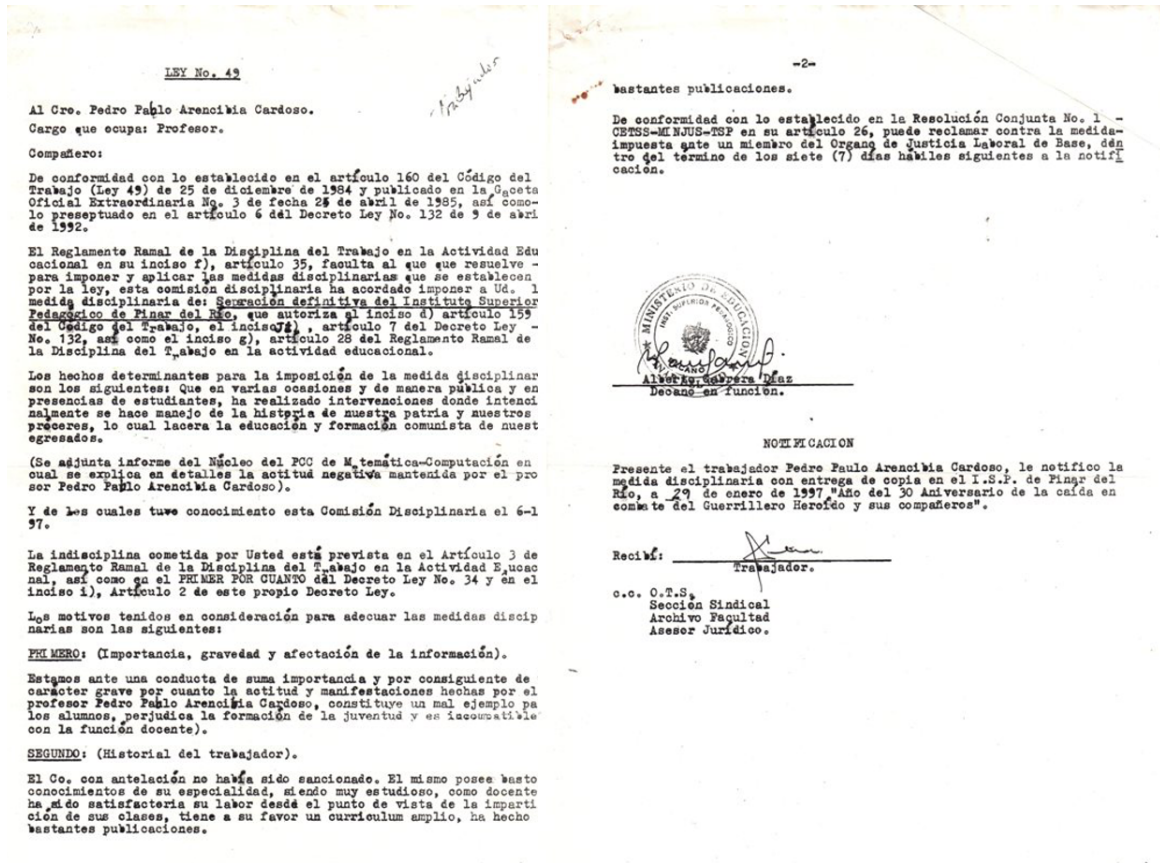 LEY No. 49
Trabajador
Al Cro. Pedro Pablo Arencibia Cardoso.
Cargo que ocupa: Profesor.
Compañero:
De conformidad con lo establecido en el artículo 160 del Código del
Trabajo (Ley 49) de 25 de diciembre de 1984 y publicado en la Gaceta
Oficial Extraordinaria No. 3 de fecha 2 de abril de 1985, así como-
lo preseptuado en el artículo 6 del Decreto Ley No. 132 de 9 de abri
de 1992.
El Reglamento Ramal de la Disciplina del Trabajo en la Actividad Edu
cacional en su inciso f), artículo 35, faculta al que que resuelve -
para imponer y aplicar las medidas disciplinarias que se establecen
por la ley, esta comisión disciplinaria ha acordado imponer a Ud. l
medida disciplinaria de: Separación definitiva del Instituto Superior
Pedagógico de Pinar del Río, que autoriza al inciso d) artículo 159
del Código del Trabajo, el inciso , artículo 7 del Decreto Ley -
No. 132, así como el inciso g), artículo 28 del Reglamento Ramal de
la Disciplina del Trabajo en la actividad educacional.
Los hechos determinantes para la imposición de la medida disciplinar
son los siguientes: Que en varias ocasiones y de manera pública y en
presencias de estudiantes, ha realizado intervenciones donde intenci
nalmente se hace manejo de la historia de nuestra patria y nuestros
próceres, lo cual lacera la educación y formación comunista de nuest
egresados.
(Se adjunta informe del Núcleo del PCC de Matemática-Computación en
cual se explica en detalles la actitud negativa mantenida por el pro
sor Pedro Pablo Arencibia Cardoso).
Y de los cuales tuvo conocimiento esta Comisión Disciplinaria el 6-1
97.
La indisciplina cometida por Usted está prevista en el Artículo 3 de
Reglamento Ramal de la Disciplina del Trabajo en la Actividad Educac
nal, así como en el PRIMER POR CUANTO del Decreto Ley No. 34 y en el
inciso i), Artículo 2 de este propio Decreto Ley.
Los motivos tenidos en consideración para adecuar las medidas discip
narias son las siguientes:
PRIMERO: (Importancia, gravedad y afectación de la información).
Estamos ante una conducta de suma importancia y por consiguiente de
carácter grave por cuanto la actitud y manifestaciones hechas por el
profesor Pedro Pablo Arencibia Cardoso, constituye un mal ejemplo pa
los alumnos, perjudica la formación de la juventud y es incompatible
con la función docente).
SEGUNDO: (Historial del trabajador).
El Co. con antelación no había sido sancionado. El mismo posee basto
conocimientos de su especialidad, siendo muy estudioso, como docente
ha sido satisfactoria su labor desde el punto de vista de la imparti
ción de sus clases, tiene a su favor un curriculum amplio, ha hecho
bastantes publicaciones.
-2-
bastantes publicaciones.
De conformidad con lo establecido en la Resolución Conjunta No. 1 -
CETSS-MINJUS-TSP en su artículo 26, puede reclamar contra la medida-
impuesta ante un miembro del Organo de Justicia Laboral de Base, dén
tro del término de los siete (7) días hábiles siguientes a la notifi
cación.
MINISTERIO DE EDUCACION
INST. SUPERIOR PEDAGOGICO
DECANO
Alberto Cabrera Díaz
Decano en función.
NOTIFICACION
Presente el trabajador Pedro Paulo Arencibia Cardoso, le notifico la
medida disciplinaria con entrega de copia en el I.S.P. de Pinar del
Río, a 29 de enero de 1997 "Año del 30 Aniversario de la caída en
combate del Guerrillero Heroído y sus compañeros".
Recibí:
Trabajador.
c.c. O.T.S.
Sección Sindical
Archivo Facultad
Asesor Jurídico.